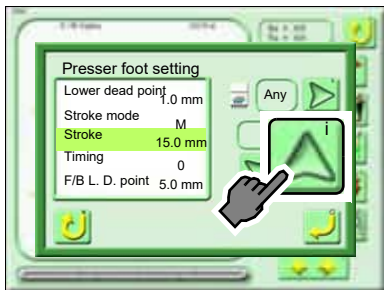 Presser foot setting
Lower dead point
1.0 mm
Any
Stroke mode
M
Stroke
15.0 mm
Timing
0
F/B L. D. point 5.0 mm
i